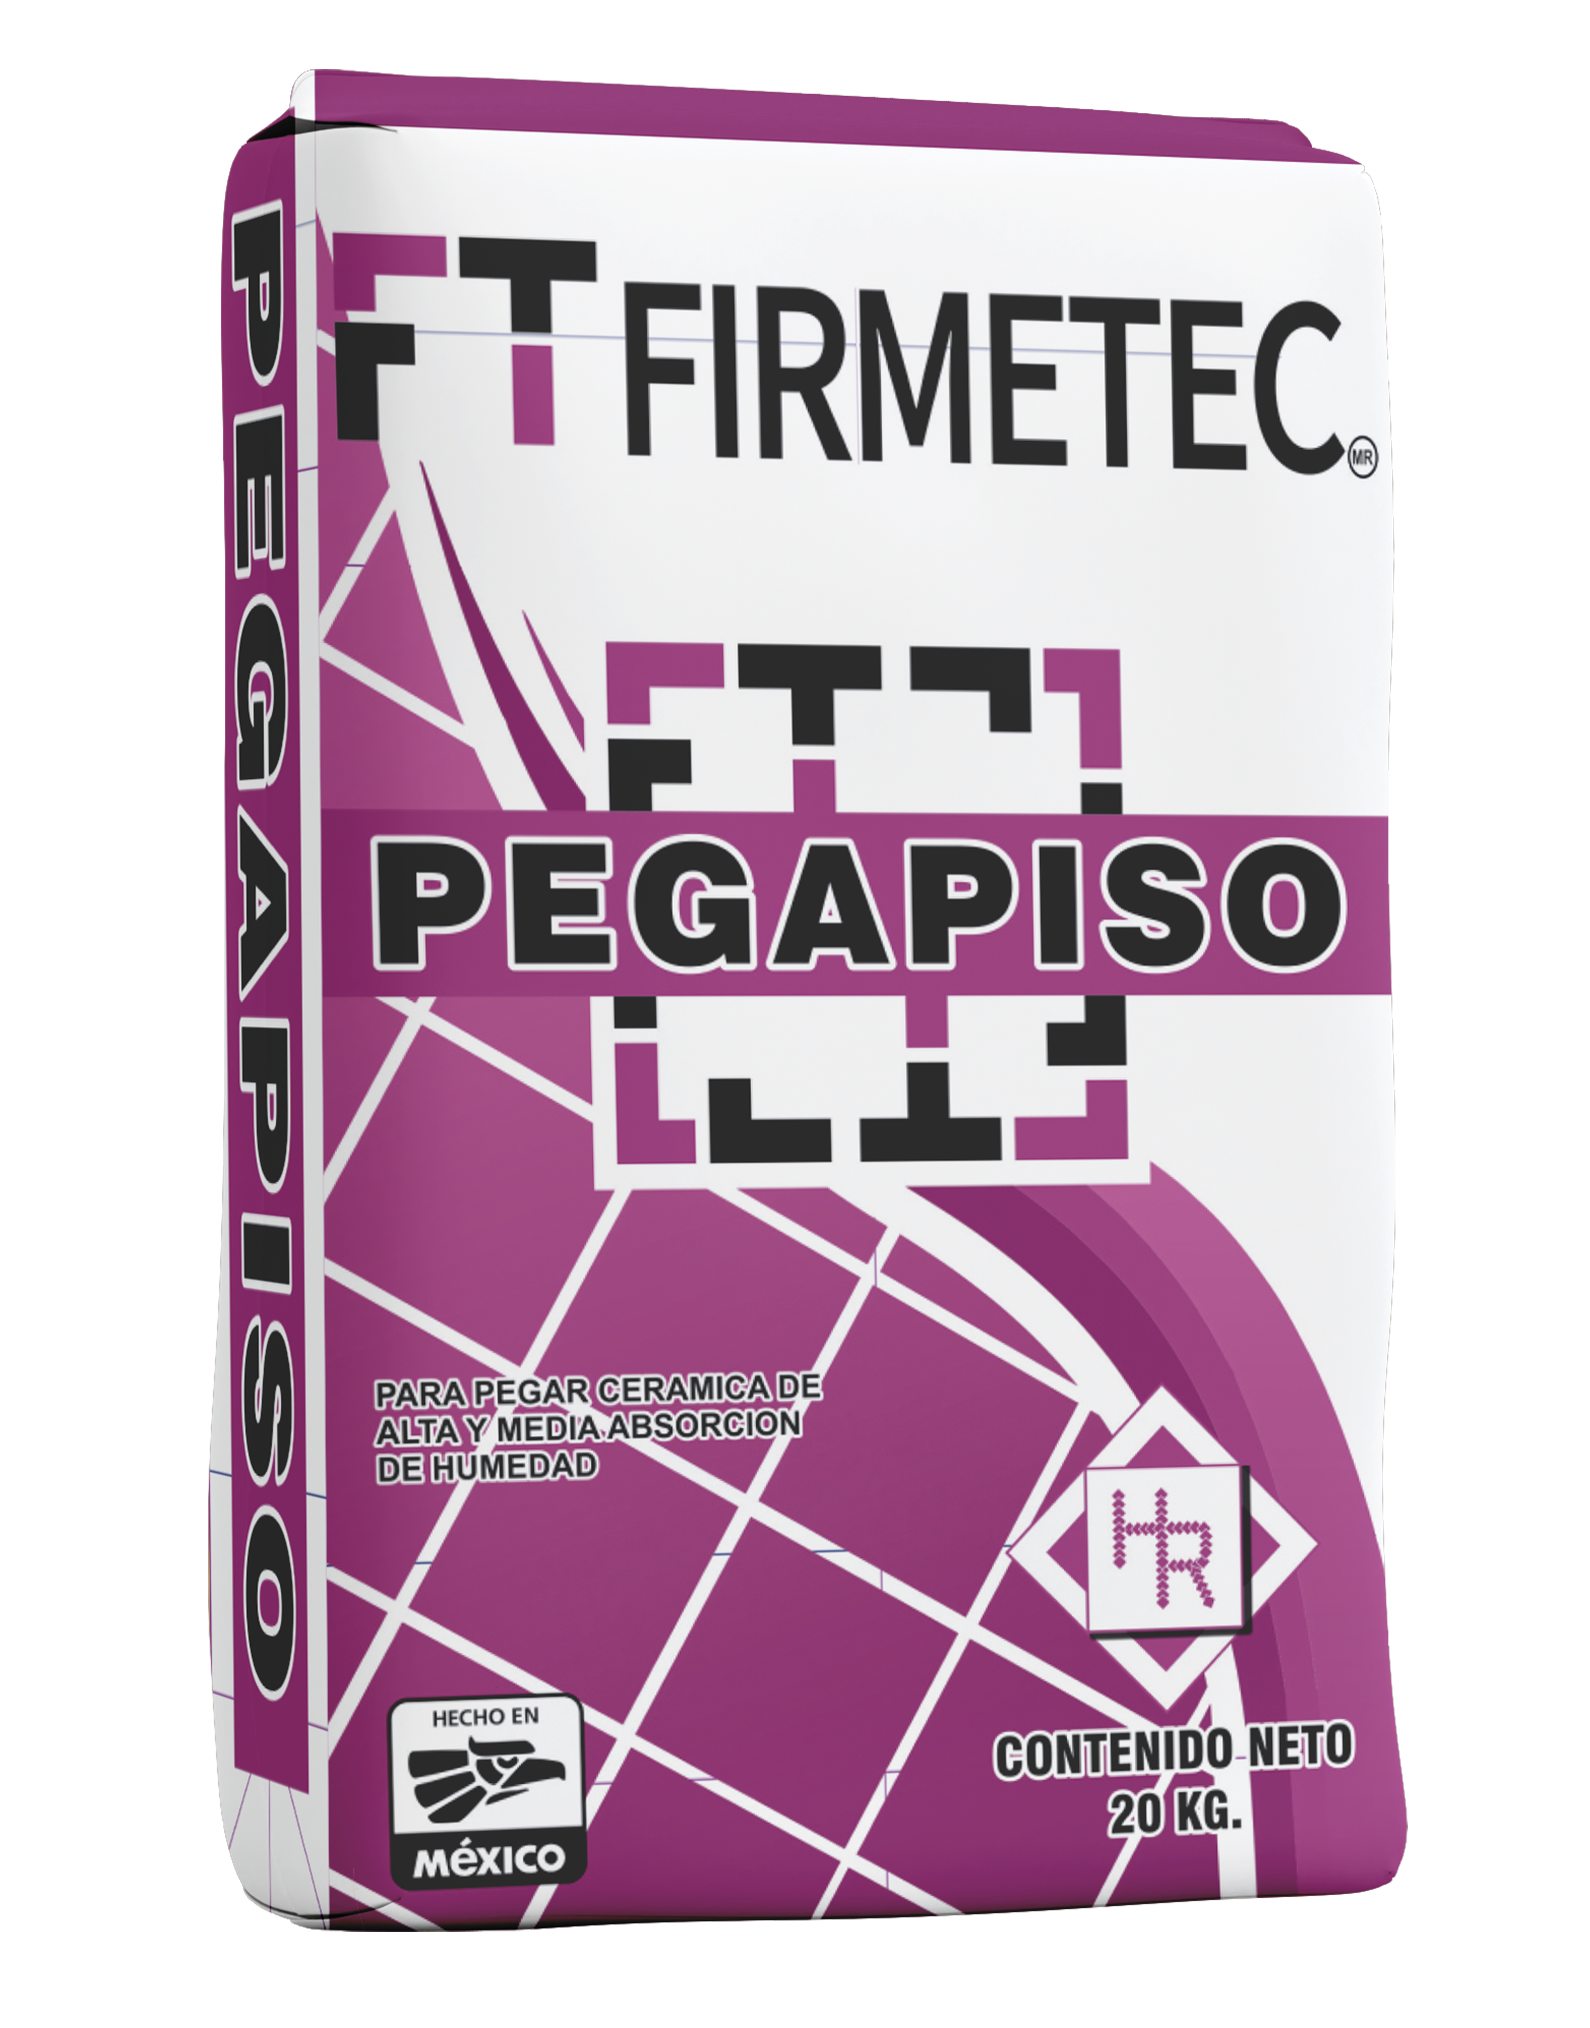 FT FIRMETEC MR
PEGAPISO
PEGAPISO
PARA PEGAR CERAMICA DE
ALTA Y MEDIA ABSORCION
DE HUMEDAD
HR
HECHO EN
MéXICO
CONTENIDO NETO
20 KG.